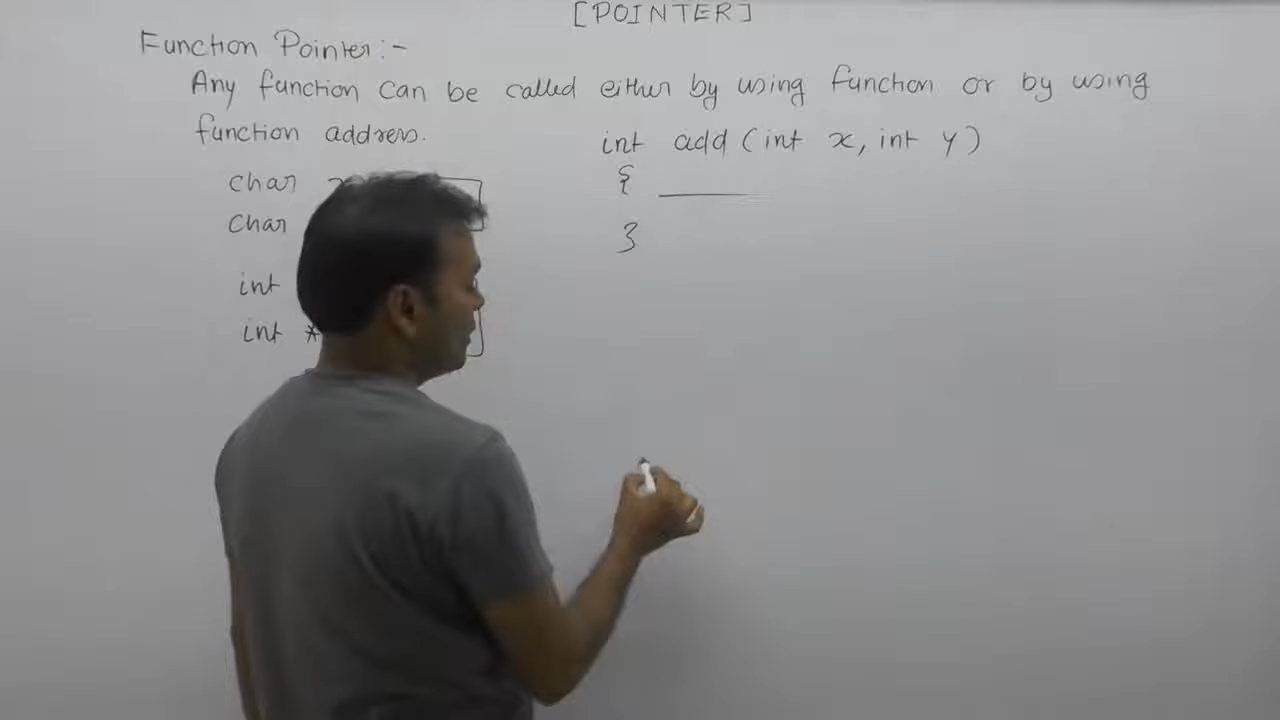 [POINTER]
Function Pointer:-
Any function can be called either by using function or by using
function address.
char
char
int
int *
int add (int x, int y)
{
}